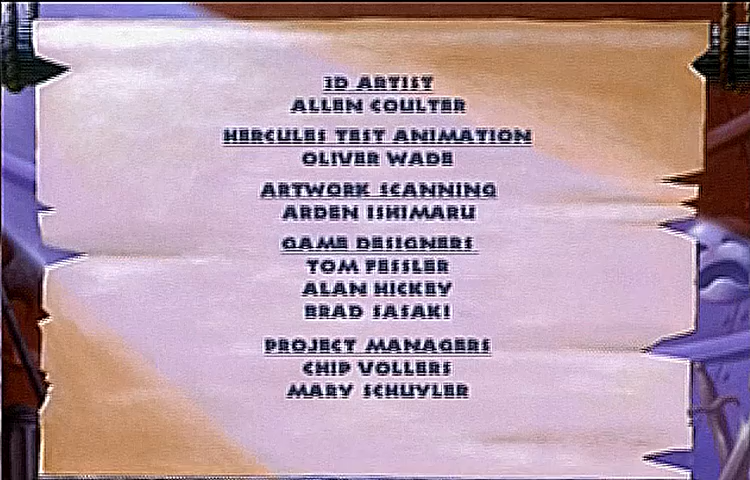 3D ARTIST
ALLEN COULTER
HERCULES TEST ANIMATION
OLIVER WADE
ARTWORK SCANNING
ARDEN ISHIMARU
GAME DESIGNERS
TOM FESSLER
ALAN HICKEY
BRAD SASAKI
PROJECT MANAGERS
CHIP VOLLERS
MARY SCHUYLER